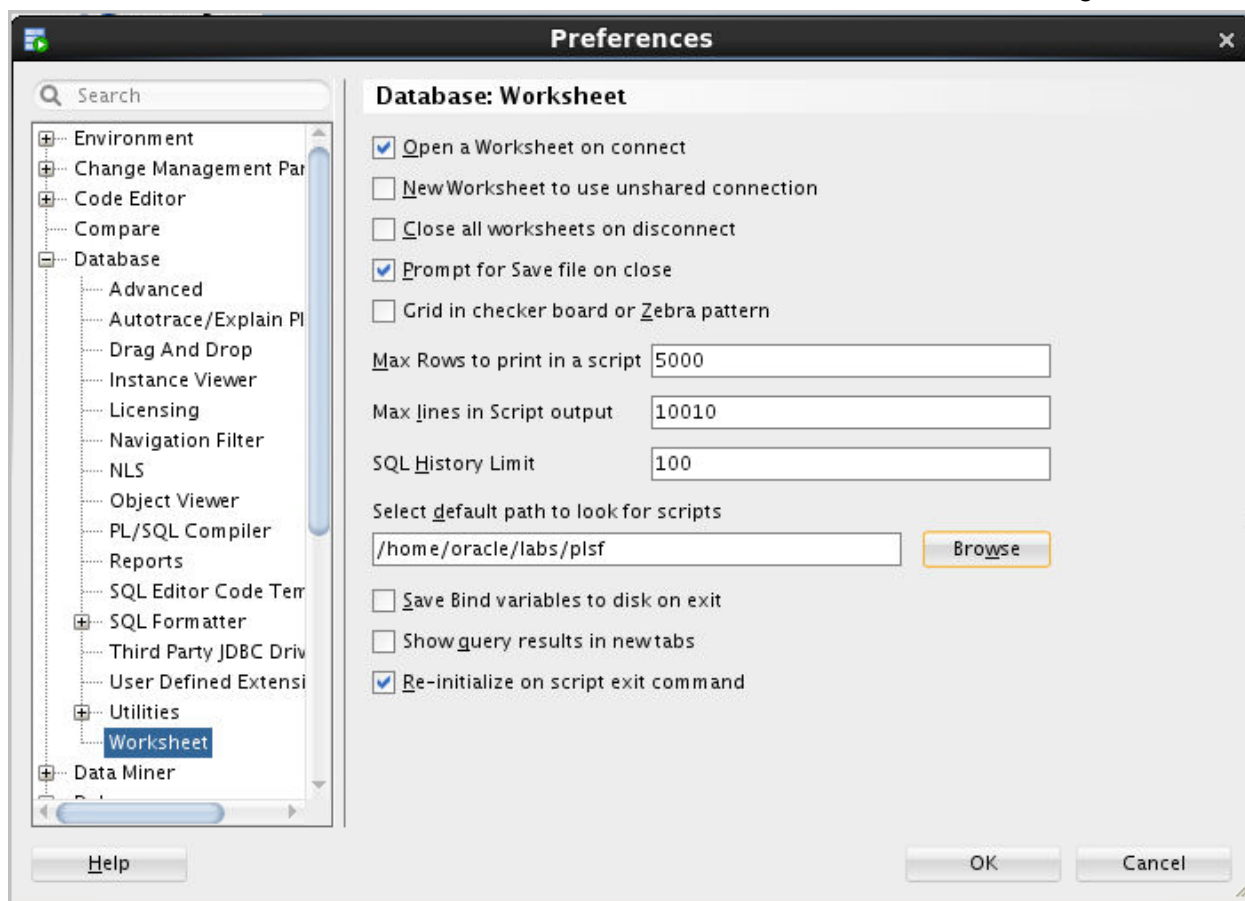 Preferences
Search
Environment
Change Management Par
Code Editor
Compare
Database
Advanced
Autotrace/Explain Pl
Drag And Drop
Instance Viewer
Licensing
Navigation Filter
NLS
Object Viewer
PL/SQL Compiler
Reports
SQL Editor Code Tem
SQL Formatter
Third Party JDBC Driv
User Defined Extensi
Utilities
Worksheet
Data Miner
Database: Worksheet
Open a Worksheet on connect
New Worksheet to use unshared connection
Close all worksheets on disconnect
Prompt for Save file on close
Grid in checker board or Zebra pattern
Max Rows to print in a script 5000
Max lines in Script output 10010
SQL History Limit 100
Select default path to look for scripts
/home/oracle/labs/plsf Browse
Save Bind variables to disk on exit
Show query results in new tabs
Re-initialize on script exit command
Help OK Cancel